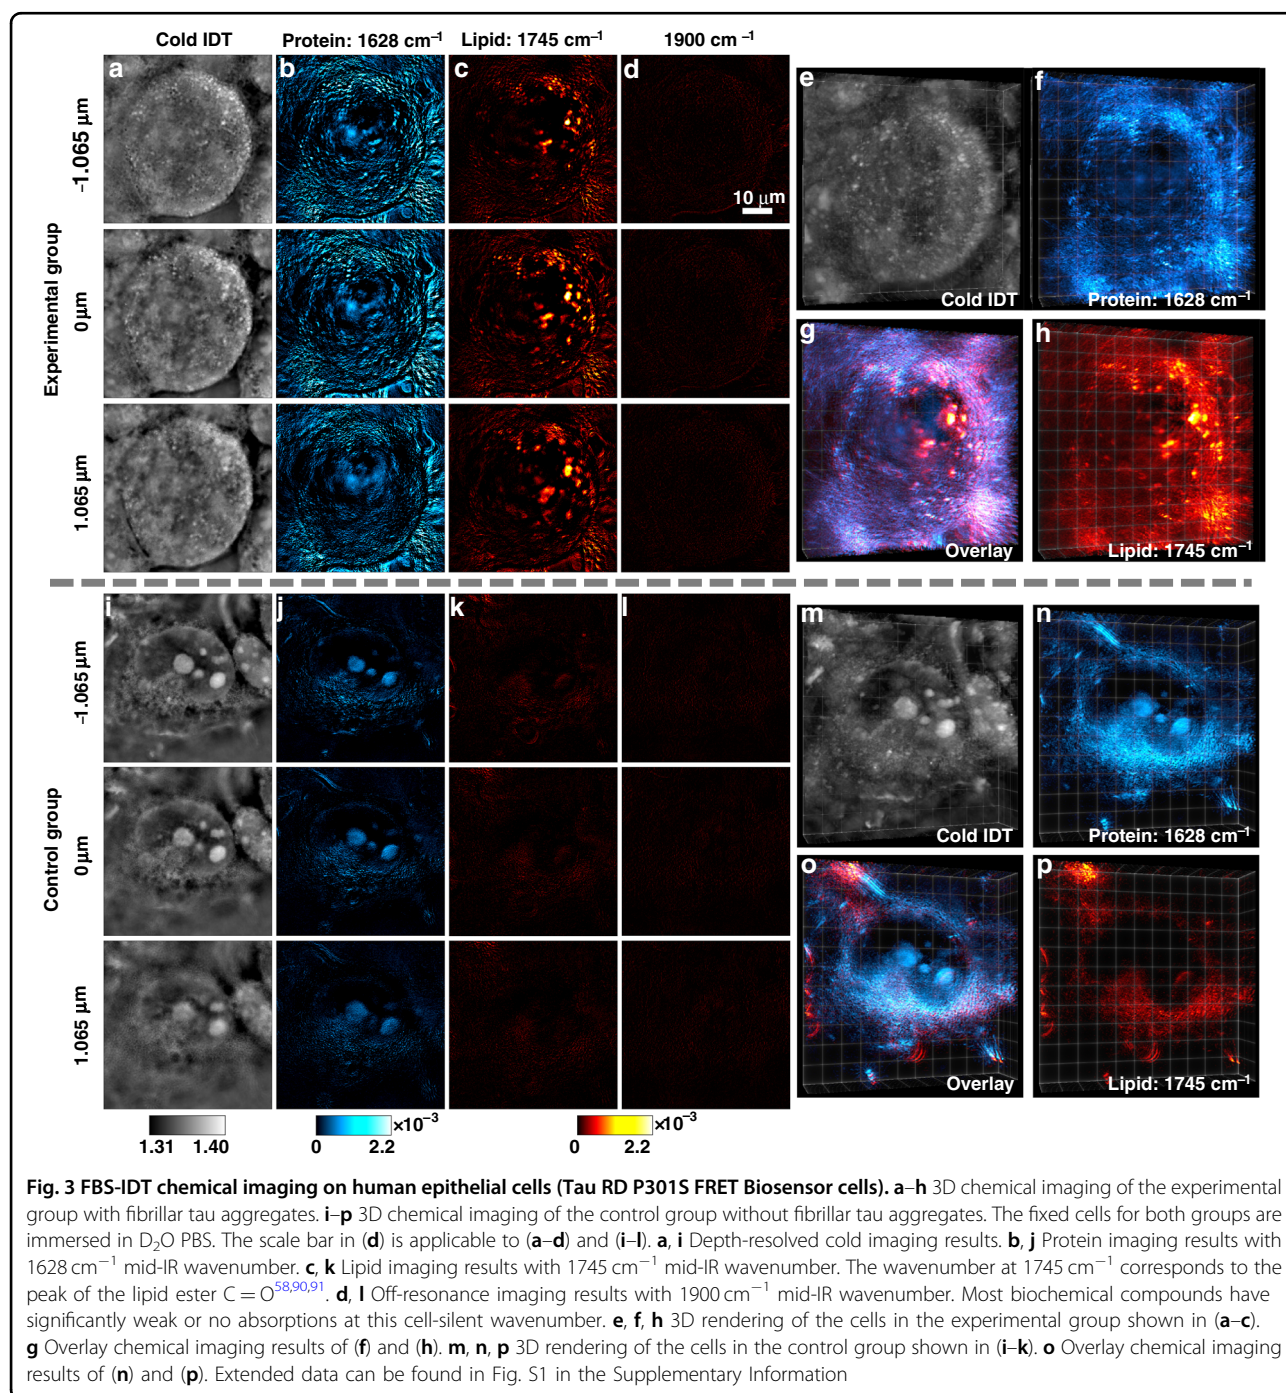 Cold IDT
Protein: 1628 cm⁻¹
Lipid: 1745 cm⁻¹
1900 cm ⁻¹
Experimental group
-1.065 µm
0 µm
1.065 µm
a
b
c
d
10 µm
e
Cold IDT
f
Protein: 1628 cm⁻¹
g
Overlay
h
Lipid: 1745 cm⁻¹
Control group
-1.065 µm
0 µm
1.065 µm
i
j
k
l
m
Cold IDT
n
Protein: 1628 cm⁻¹
o
Overlay
p
Lipid: 1745 cm⁻¹
1.31 1.40
0 2.2 ×10⁻³
0 2.2 ×10⁻³
Fig. 3 FBS-IDT chemical imaging on human epithelial cells (Tau RD P301S FRET Biosensor cells). a–h 3D chemical imaging of the experimental
group with fibrillar tau aggregates. i–p 3D chemical imaging of the control group without fibrillar tau aggregates. The fixed cells for both groups are
immersed in D₂O PBS. The scale bar in (d) is applicable to (a–d) and (i–l). a, i Depth-resolved cold imaging results. b, j Protein imaging results with
1628 cm⁻¹ mid-IR wavenumber. c, k Lipid imaging results with 1745 cm⁻¹ mid-IR wavenumber. The wavenumber at 1745 cm⁻¹ corresponds to the
peak of the lipid ester C = O⁵⁸,⁹⁰,⁹¹. d, l Off-resonance imaging results with 1900 cm⁻¹ mid-IR wavenumber. Most biochemical compounds have
significantly weak or no absorptions at this cell-silent wavenumber. e, f, h 3D rendering of the cells in the experimental group shown in (a–c).
g Overlay chemical imaging results of (f) and (h). m, n, p 3D rendering of the cells in the control group shown in (i–k). o Overlay chemical imaging
results of (n) and (p). Extended data can be found in Fig. S1 in the Supplementary Information